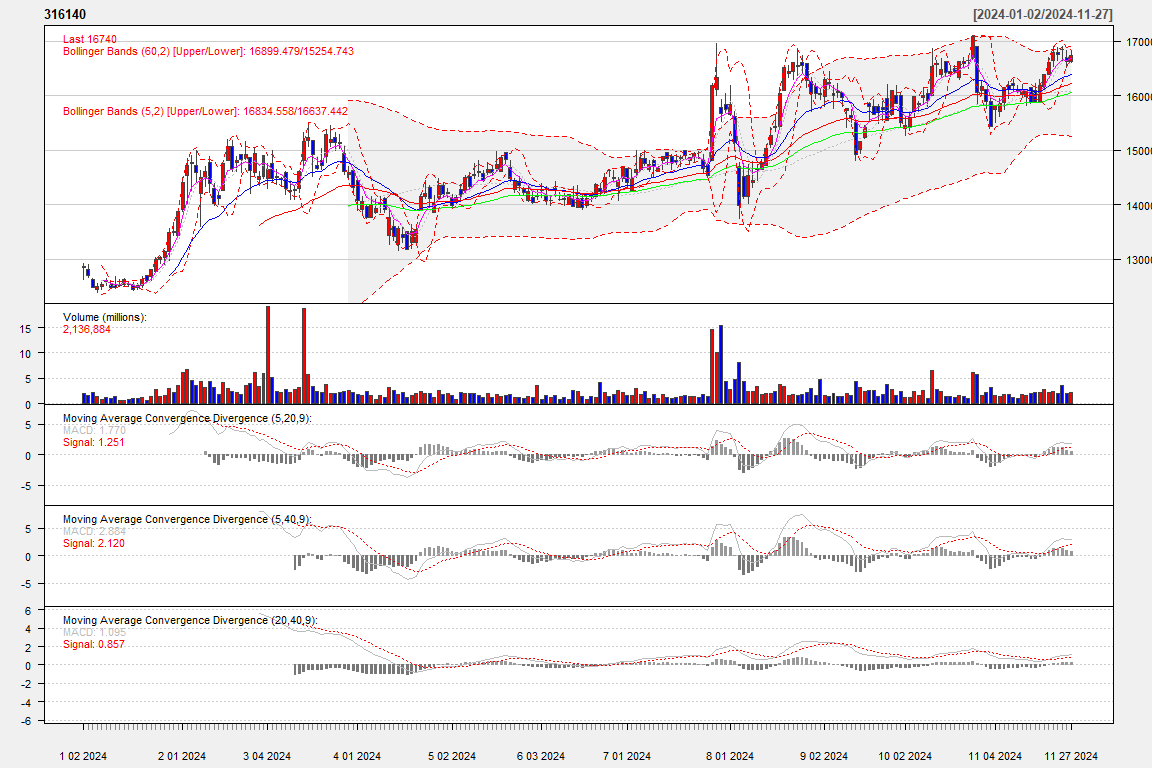 316140 [2024-01-02/2024-11-27]
Last 16740
Bollinger Bands (60,2) [Upper/Lower]: 16899.479/15254.743
Bollinger Bands (5,2) [Upper/Lower]: 16834.558/16637.442
17000
16000
15000
14000
13000
Volume (millions):
2,136,884
15
10
5
0
Moving Average Convergence Divergence (5,20,9):
MACD: 1.770
Signal: 1.251
5
0
-5
Moving Average Convergence Divergence (5,40,9):
MACD: 2.884
Signal: 2.120
5
0
-5
Moving Average Convergence Divergence (20,40,9):
MACD: 1.095
Signal: 0.857
6
4
2
0
-2
-4
-6
1 02 2024 2 01 2024 3 04 2024 4 01 2024 5 02 2024 6 03 2024 7 01 2024 8 01 2024 9 02 2024 10 02 2024 11 04 2024 11 27 2024